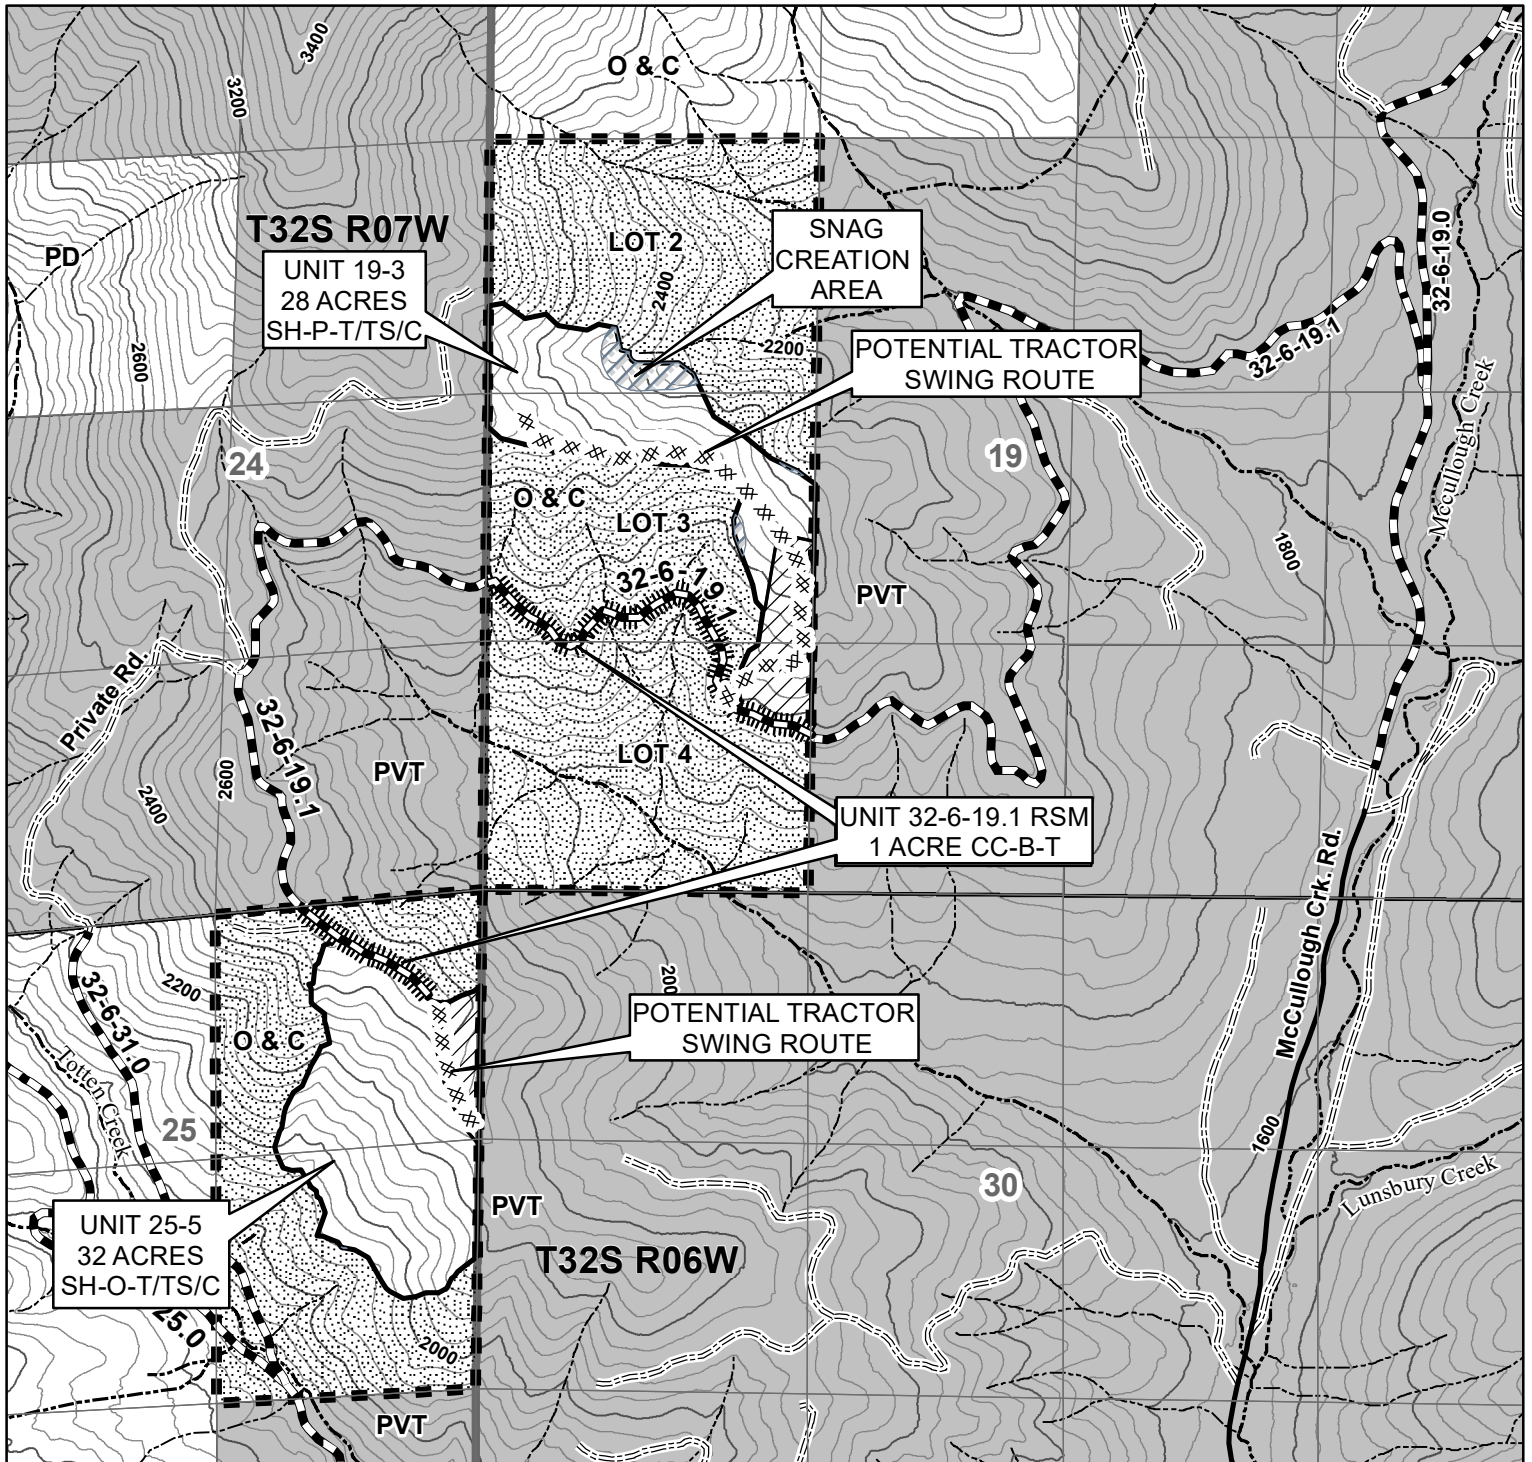 3400
O & C
3200
32-6-19.0
T32S R07W
LOT 2
SNAG
CREATION
AREA
PD
UNIT 19-3
28 ACRES
SH-P-T/TS/C
2400
2600
2200
POTENTIAL TRACTOR
SWING ROUTE
32-6-19.1
Mccullough Creek
24
19
O & C
LOT 3
1800
32-6-19.1
PVT
Private Rd.
32-6-19.1
LOT 4
2600
2400
PVT
UNIT 32-6-19.1 RSM
1 ACRE CC-B-T
McCullough Crk. Rd.
2200
32-6-31.0
O & C
POTENTIAL TRACTOR
SWING ROUTE
Totten Creek
25
1600
30
Lunsbury Creek
UNIT 25-5
32 ACRES
SH-O-T/TS/C
PVT
T32S R06W
25.0
2000
PVT